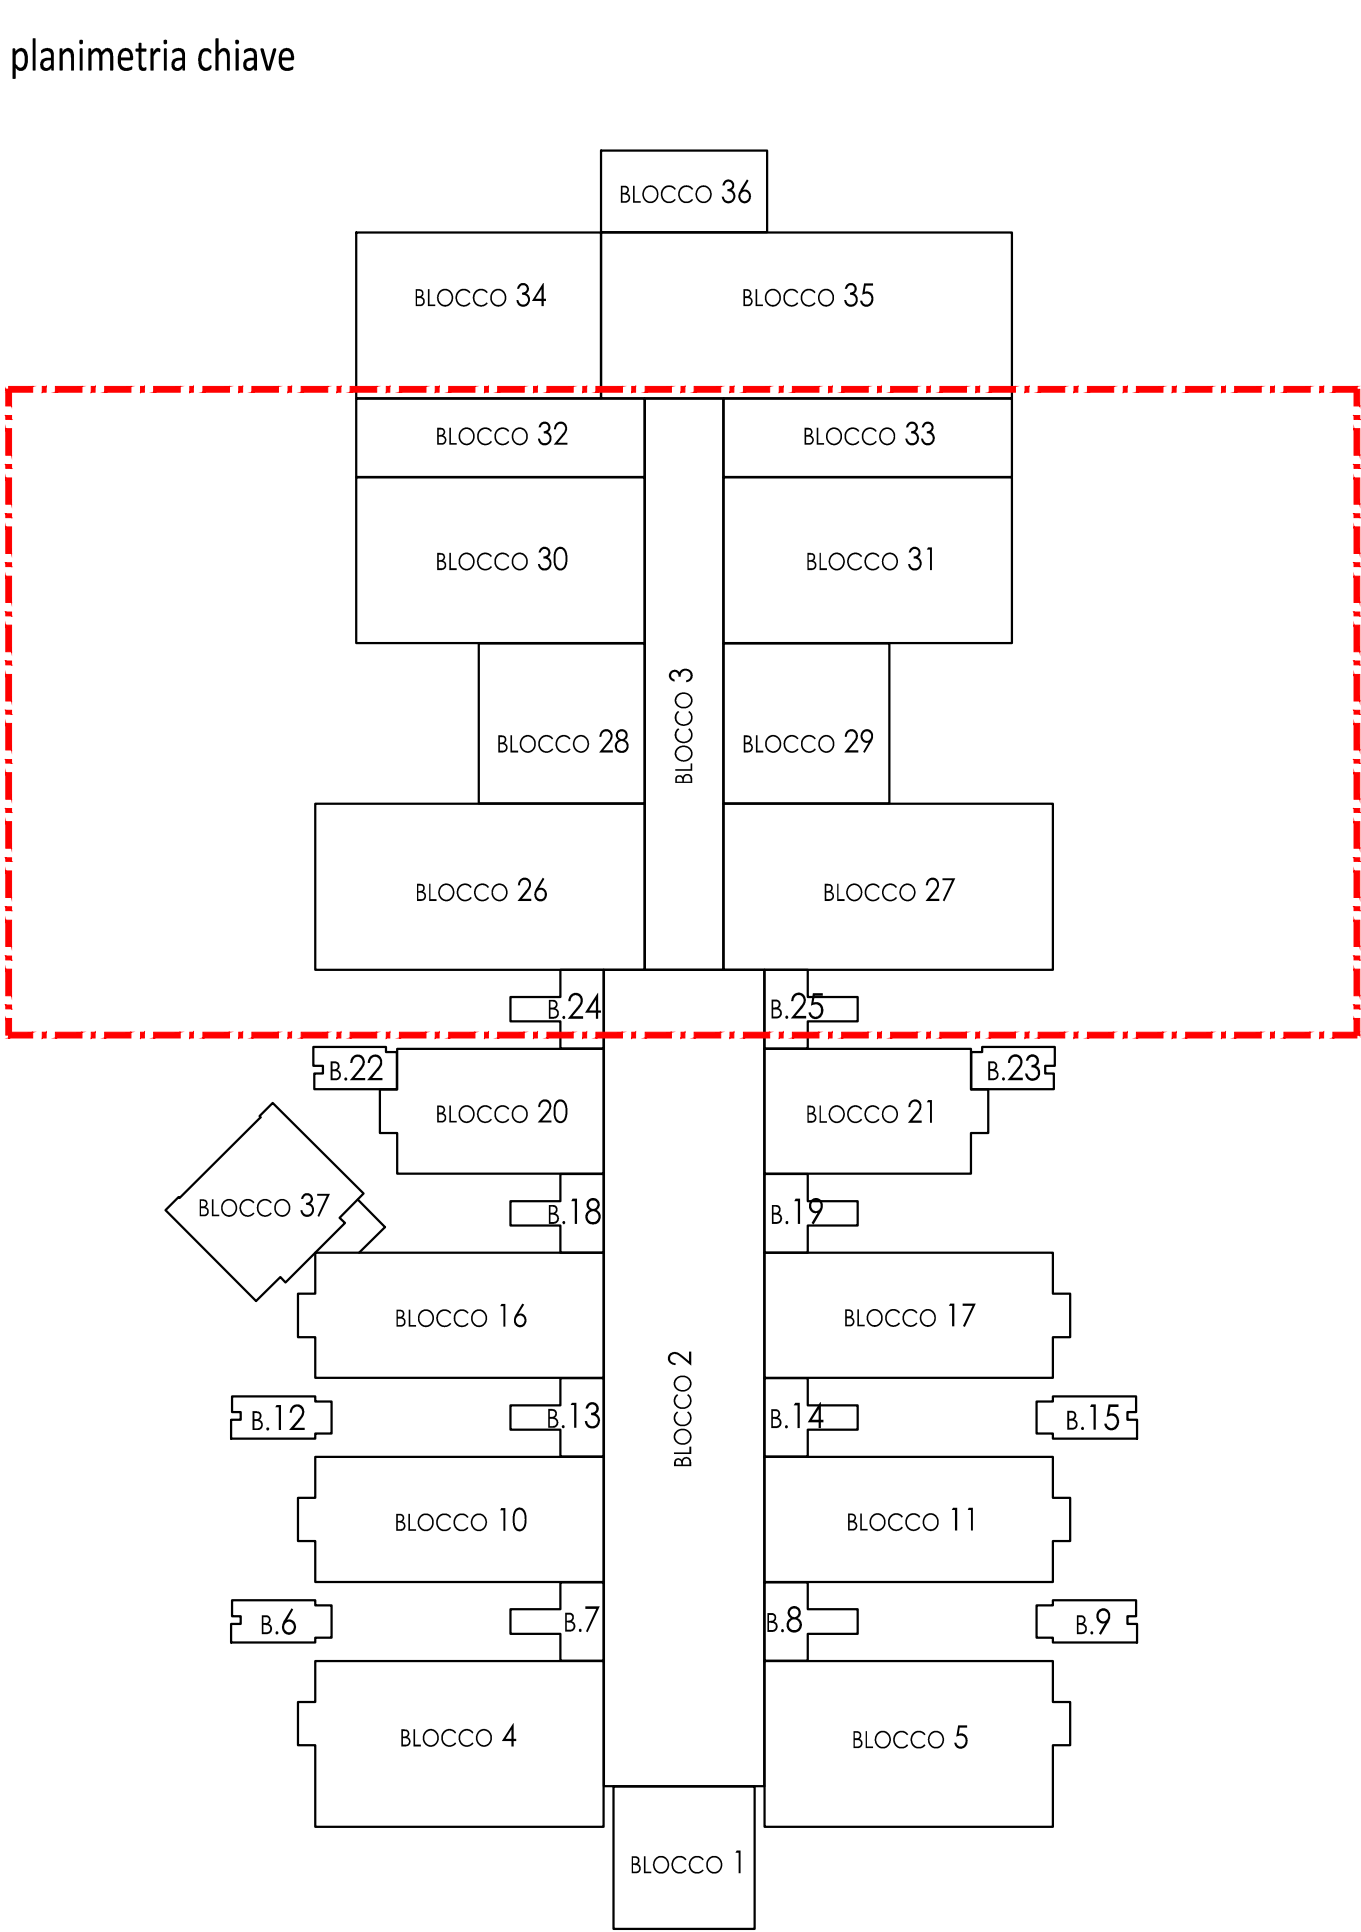 planimetria chiave
BLOCCO 36
BLOCCO 34
BLOCCO 35
BLOCCO 32
BLOCCO 33
BLOCCO 30
BLOCCO 31
BLOCCO 3
BLOCCO 28
BLOCCO 29
BLOCCO 26
BLOCCO 27
B.24
B.25
B.22
B.23
BLOCCO 20
BLOCCO 21
BLOCCO 37
B.18
B.19
BLOCCO 16
BLOCCO 17
BLOCCO 2
B.12
B.13
B.14
B.15
BLOCCO 10
BLOCCO 11
B.6
B.7
B.8
B.9
BLOCCO 4
BLOCCO 5
BLOCCO 1